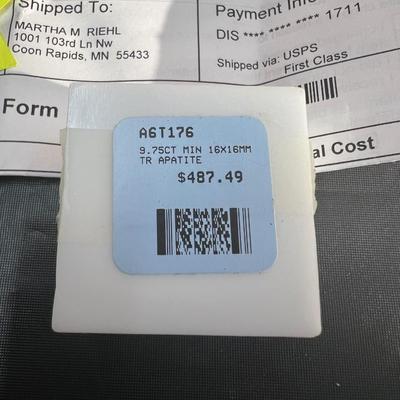 Shipped To:
MARTHA M RIEHL
1001 103rd Ln Nw
Coon Rapids, MN 55433
Payment
DIS **** **** **** 1711
Shipped via: USPS
First Class
Form
al Cost
A6T176
9.75CT MIN 16X16MM
TR APATITE
$487.49